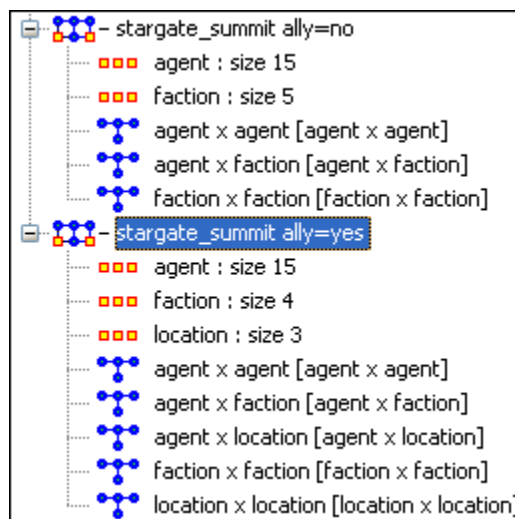 stargate_summit ally=no
agent : size 15
faction : size 5
agent x agent [agent x agent]
agent x faction [agent x faction]
faction x faction [faction x faction]
stargate_summit ally=yes
agent : size 15
faction : size 4
location : size 3
agent x agent [agent x agent]
agent x faction [agent x faction]
agent x location [agent x location]
faction x faction [faction x faction]
location x location [location x location]